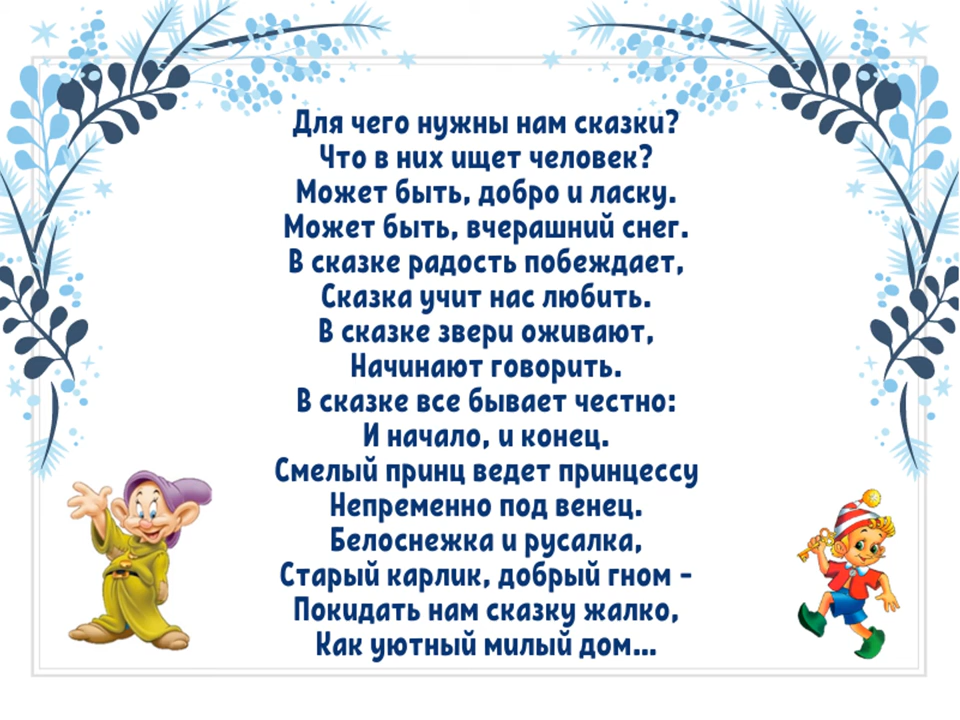 Для чего нужны нам сказки?
Что в них ищет человек?
Может быть, добро и ласку.
Может быть, вчерашний снег.
В сказке радость побеждает,
Сказка учит нас любить.
В сказке звери оживают,
Начинают говорить.
В сказке все бывает честно:
И начало, и конец.
Смелый принц ведет принцессу
Непременно под венец.
Белоснежка и русалка,
Старый карлик, добрый гном -
Покидать нам сказку жалко,
Как уютный милый дом...